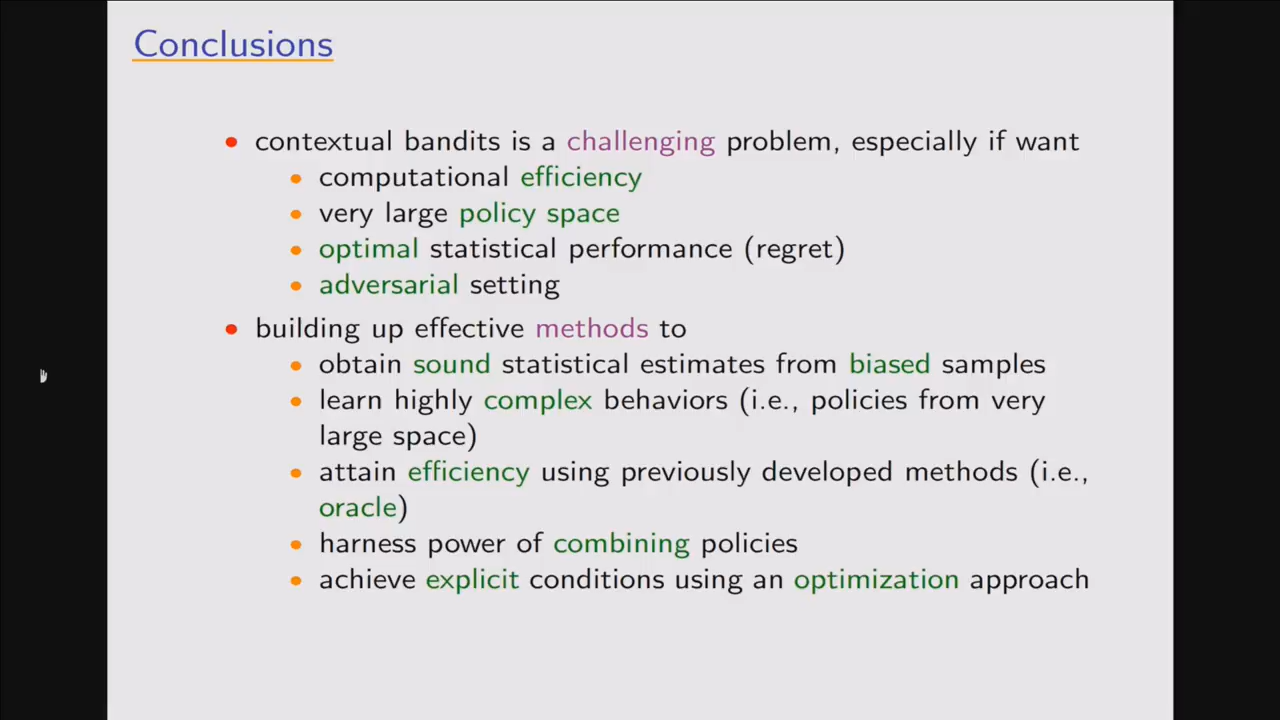 Conclusions
contextual bandits is a challenging problem, especially if want
computational efficiency
very large policy space
optimal statistical performance (regret)
adversarial setting
building up effective methods to
obtain sound statistical estimates from biased samples
learn highly complex behaviors (i.e., policies from very
large space)
attain efficiency using previously developed methods (i.e.,
oracle)
harness power of combining policies
achieve explicit conditions using an optimization approach